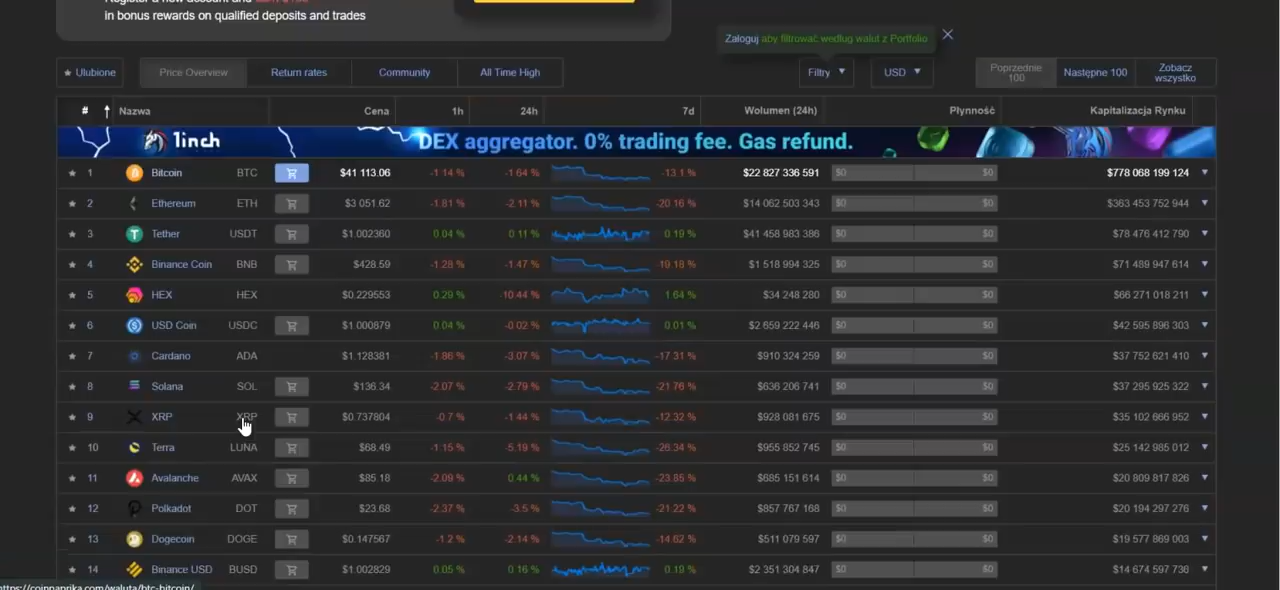 in bonus rewards on qualified deposits and trades
Zaloguj aby filtrować według walut z Portfolio
Ulubione Price Overview Return rates Community All Time High Filtry USD Poprzednie 100 Następne 100 Zobacz wszystko
# Nazwa Cena 1h 24h 7d Wolumen (24h) Płynność Kapitalizacja Rynku
1inch DEX aggregator. 0% trading fee. Gas refund.
1 Bitcoin BTC $41 113.06 -1.14 % -1.64 % -13.1 % $22 827 336 591 $0 $0 $778 068 199 124
2 Ethereum ETH $3 051.62 -1.81 % -2.11 % -20.16 % $14 062 503 343 $0 $0 $363 453 752 944
3 Tether USDT $1.002360 0.04 % 0.11 % 0.19 % $41 458 983 386 $0 $0 $78 476 412 790
4 Binance Coin BNB $428.59 -1.28 % -1.47 % -19.18 % $1 518 994 325 $0 $0 $71 489 947 614
5 HEX HEX $0.229553 0.29 % -10.44 % 1.64 % $34 248 280 $0 $0 $66 271 018 211
6 USD Coin USDC $1.000879 0.04 % -0.02 % 0.01 % $2 659 222 446 $0 $0 $42 595 896 303
7 Cardano ADA $1.128381 -1.86 % -3.07 % -17.31 % $910 324 259 $0 $0 $37 752 621 410
8 Solana SOL $136.34 -2.07 % -2.79 % -21.76 % $636 206 741 $0 $0 $37 295 925 322
9 XRP XRP $0.737804 -0.7 % -1.44 % -12.32 % $928 081 675 $0 $0 $35 102 666 952
10 Terra LUNA $68.49 -1.15 % -5.19 % -26.34 % $955 852 745 $0 $0 $25 142 985 012
11 Avalanche AVAX $85.18 -2.09 % 0.44 % -23.85 % $685 151 614 $0 $0 $20 809 817 826
12 Polkadot DOT $23.68 -2.37 % -3.5 % -21.22 % $857 767 168 $0 $0 $20 194 297 276
13 Dogecoin DOGE $0.147567 -1.2 % -2.14 % -14.62 % $511 079 597 $0 $0 $19 577 869 003
14 Binance USD BUSD $1.002829 0.05 % 0.16 % 0.19 % $2 351 304 847 $0 $0 $14 674 597 736
https://coinpaprika.com/waluta/btc-bitcoin/